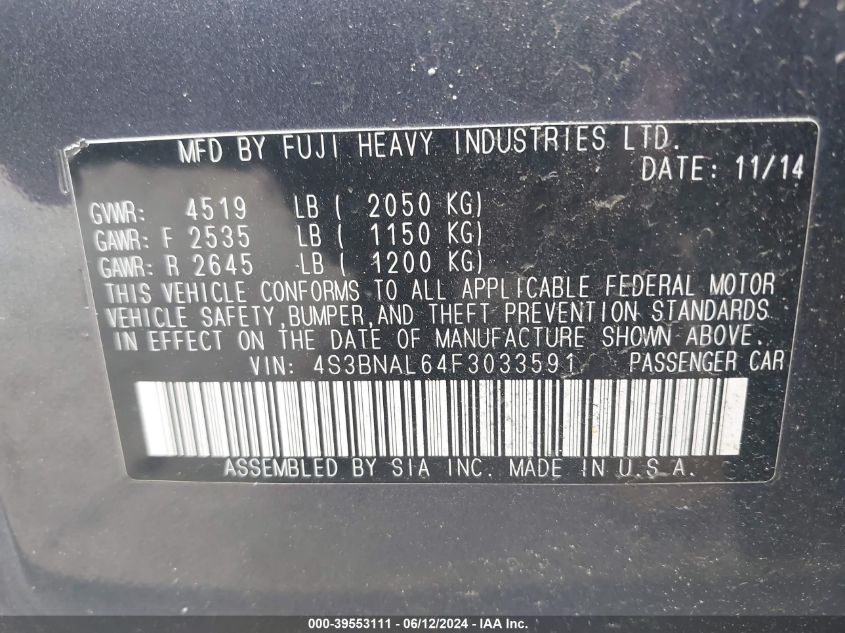 MFD BY FUJI HEAVY INDUSTRIES LTD.
DATE: 11/14
GVWR: 4519 LB ( 2050 KG)
GAWR: F 2535 LB ( 1150 KG)
GAWR: R 2645 LB ( 1200 KG)
THIS VEHICLE CONFORMS TO ALL APPLICABLE FEDERAL MOTOR
VEHICLE SAFETY,BUMPER,AND THEFT PREVENTION STANDARDS
IN EFFECT ON THE DATE OF MANUFACTURE SHOWN ABOVE.
VIN: 4S3BNAL64F3033591 PASSENGER CAR
ASSEMBLED BY SIA INC. MADE IN U.S.A.
000-39553111 - 06/12/2024 - IAA Inc.